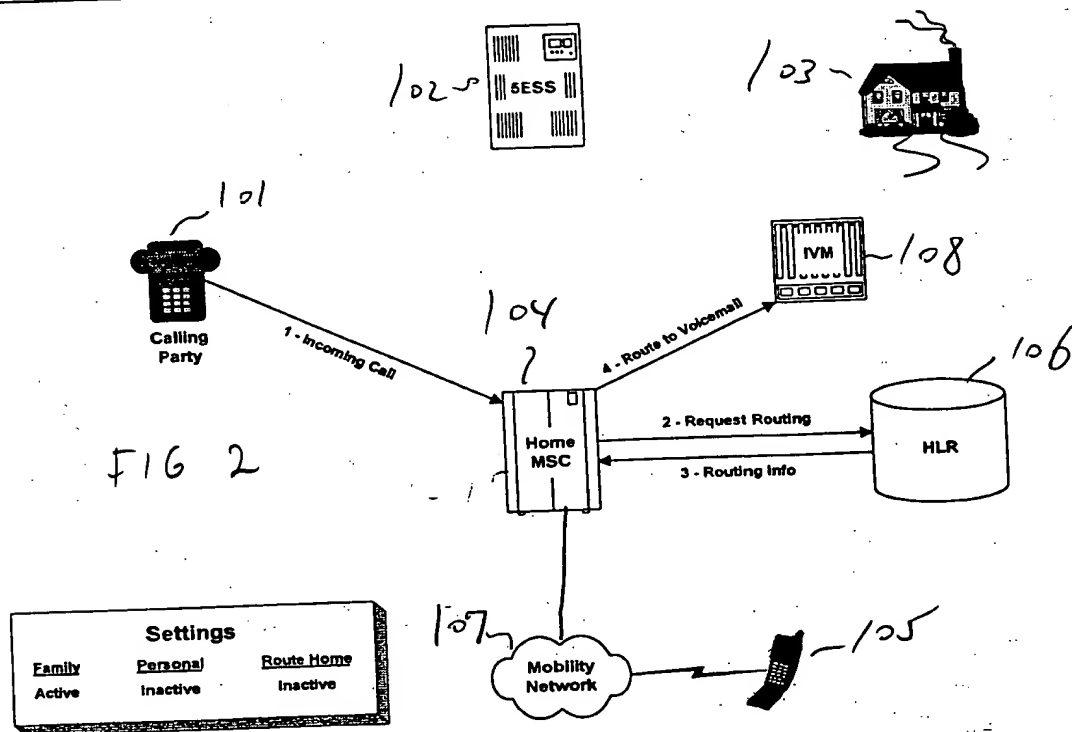 102
5ESS
103
101
Calling
Party
1 - Incoming Call
104
IVM
108
4 - Route to Voicemail
Home
MSC
2 - Request Routing
3 - Routing Info
HLR
106
FIG 2
Settings
Family Personal Route Home
Active Inactive Inactive
107
Mobility
Network
105